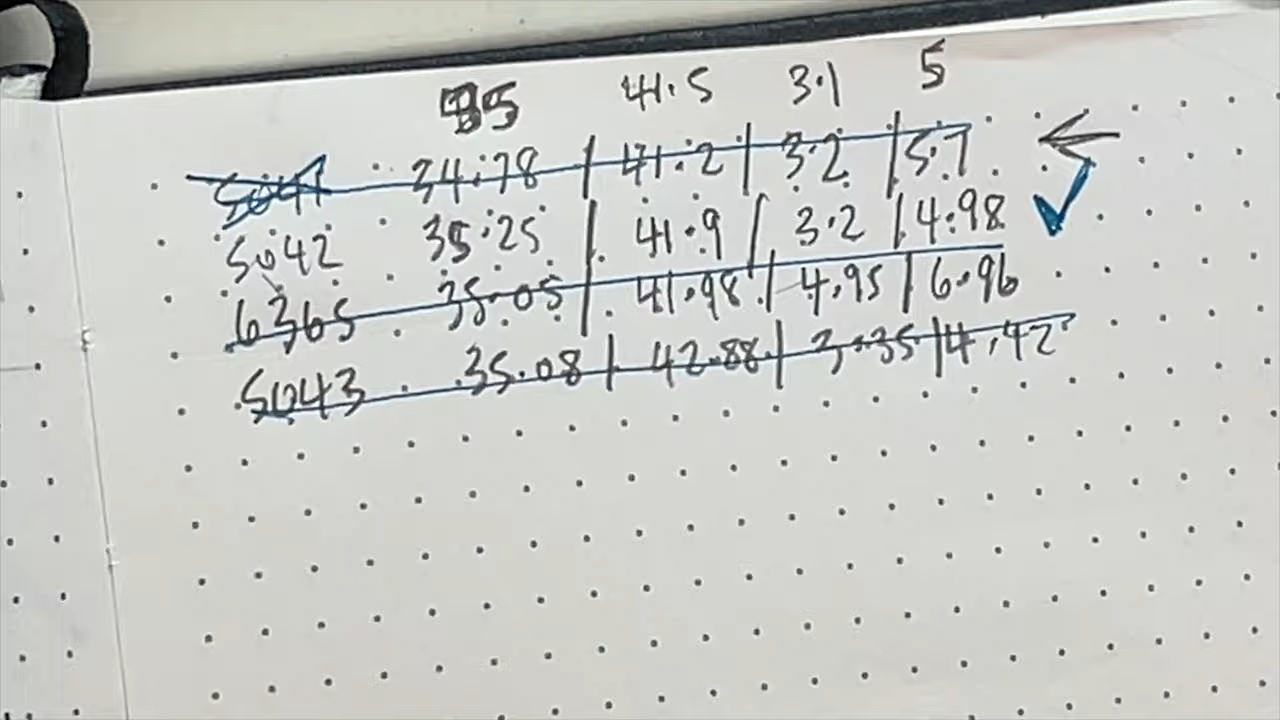 35 41.5 3.1 5
5041 34.78 | 41.2 | 3.2 | 5.7
5042 35.25 | 41.9 | 3.2 | 4.98
6365 35.05 | 41.98 | 4.95 | 6.96
5043 35.08 | 42.88 | 3.35 | 4.42